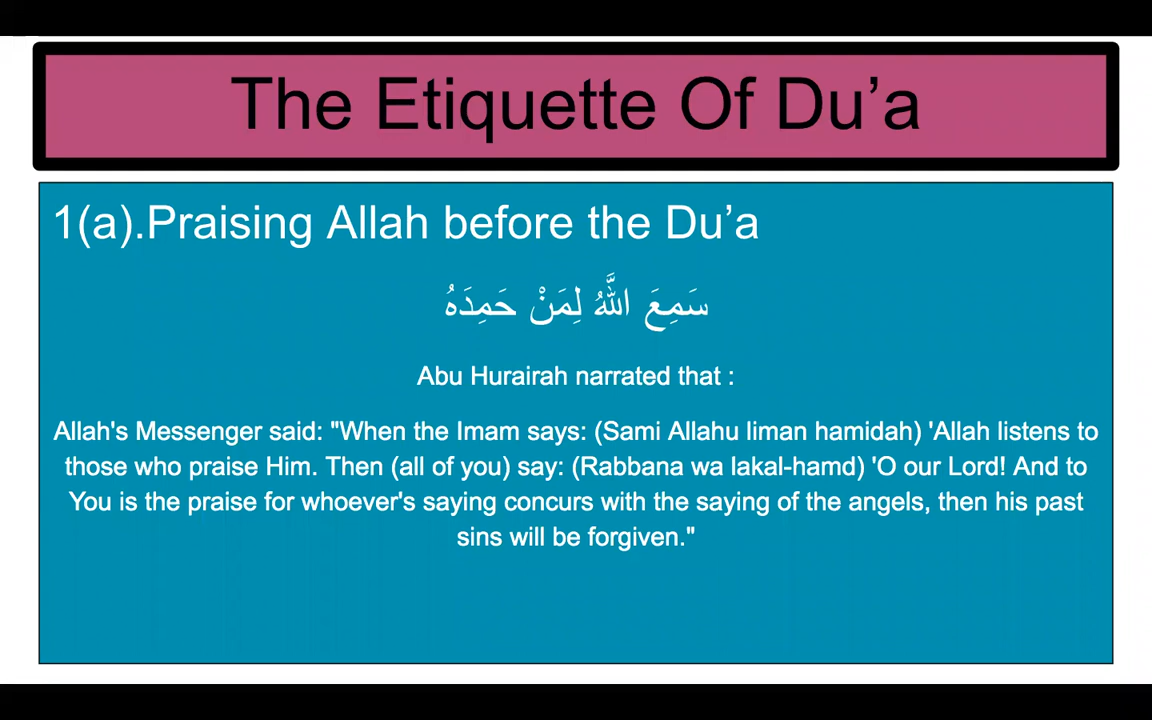 The Etiquette Of Du’a
1(a).Praising Allah before the Du’a
سَمِعَ اللَّهُ لِمَنْ حَمِدَهُ
Abu Hurairah narrated that :
Allah's Messenger said: "When the Imam says: (Sami Allahu liman hamidah) 'Allah listens to
those who praise Him. Then (all of you) say: (Rabbana wa lakal-hamd) 'O our Lord! And to
You is the praise for whoever's saying concurs with the saying of the angels, then his past
sins will be forgiven."